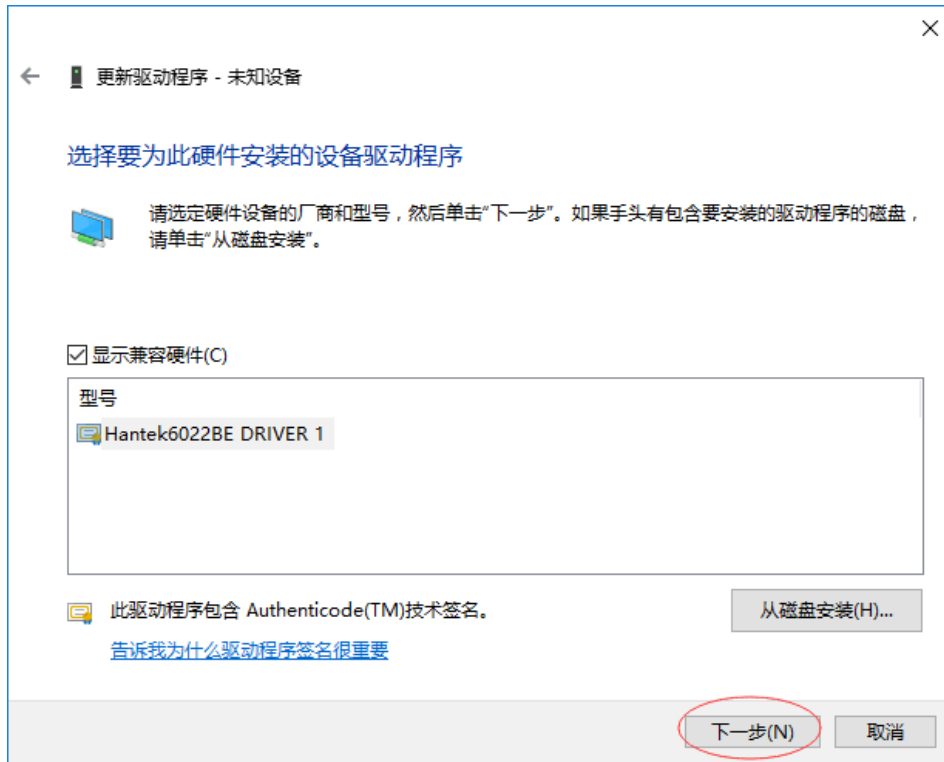 更新驱动程序 - 未知设备
选择要为此硬件安装的设备驱动程序
请选定硬件设备的厂商和型号，然后单击“下一步”。如果手头有包含要安装的驱动程序的磁盘，
请单击“从磁盘安装”。
显示兼容硬件(C)
型号
Hantek6022BE DRIVER 1
此驱动程序包含 Authenticode(TM)技术签名。
从磁盘安装(H)...
告诉我为什么驱动程序签名很重要
下一步(N)
取消